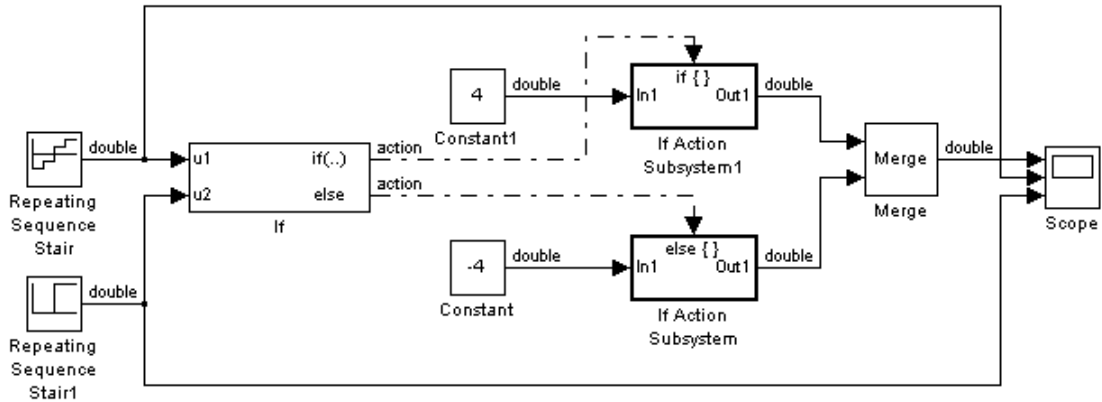 if { }
double
4
double
In1
Out1
Constant1
If Action
Subsystem1
double
u1
if(..)
action
Merge
double
Repeating
Sequence
Stair
u2
else
action
If
Merge
Scope
double
else { }
-4
double
In1
Out1
double
Constant
If Action
Subsystem
Repeating
Sequence
Stair1